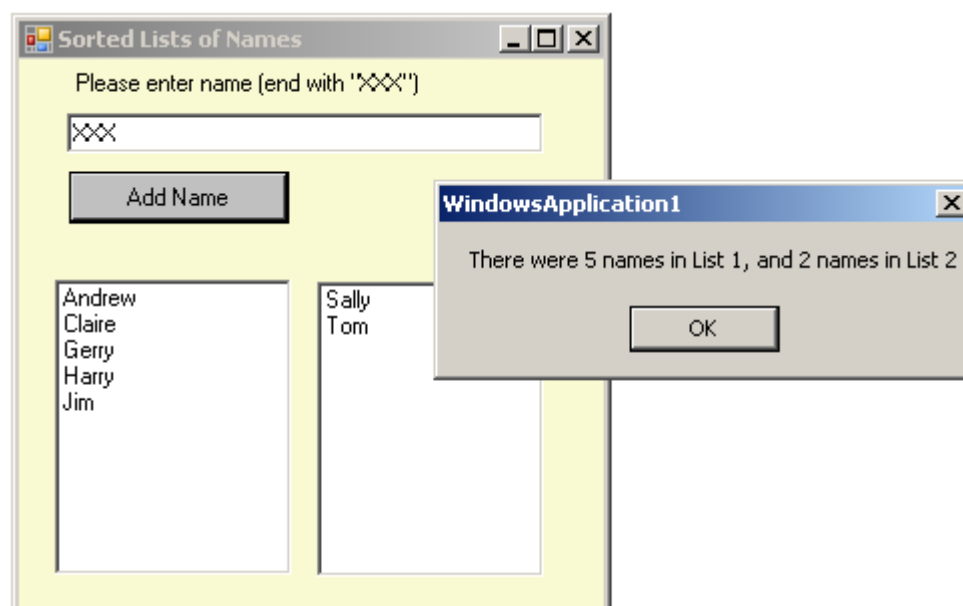 Sorted Lists of Names
Please enter name (end with "XXX")
XXX
Add Name
WindowsApplication1
There were 5 names in List 1, and 2 names in List 2
OK
Andrew
Claire
Gerry
Harry
Jim
Sally
Tom